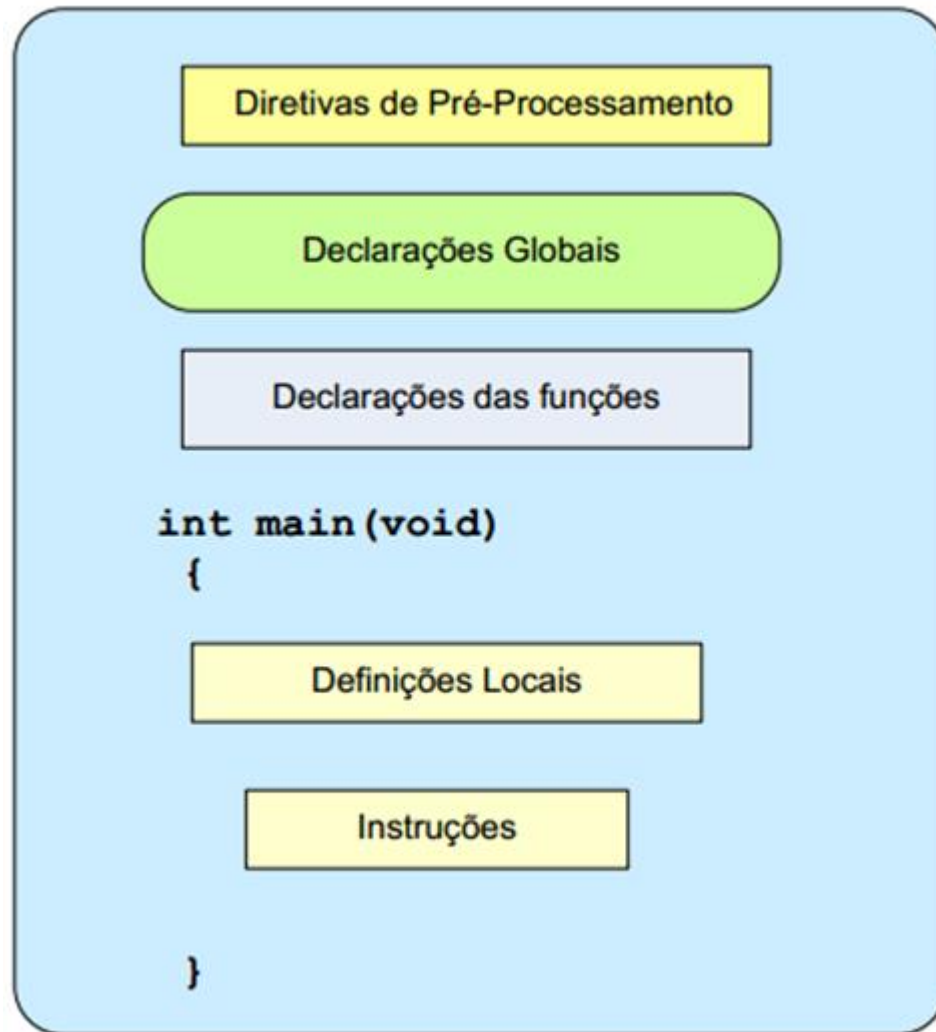 Diretivas de Pré-Processamento
Declarações Globais
Declarações das funções
int main(void)
{
Definições Locais
Instruções
}